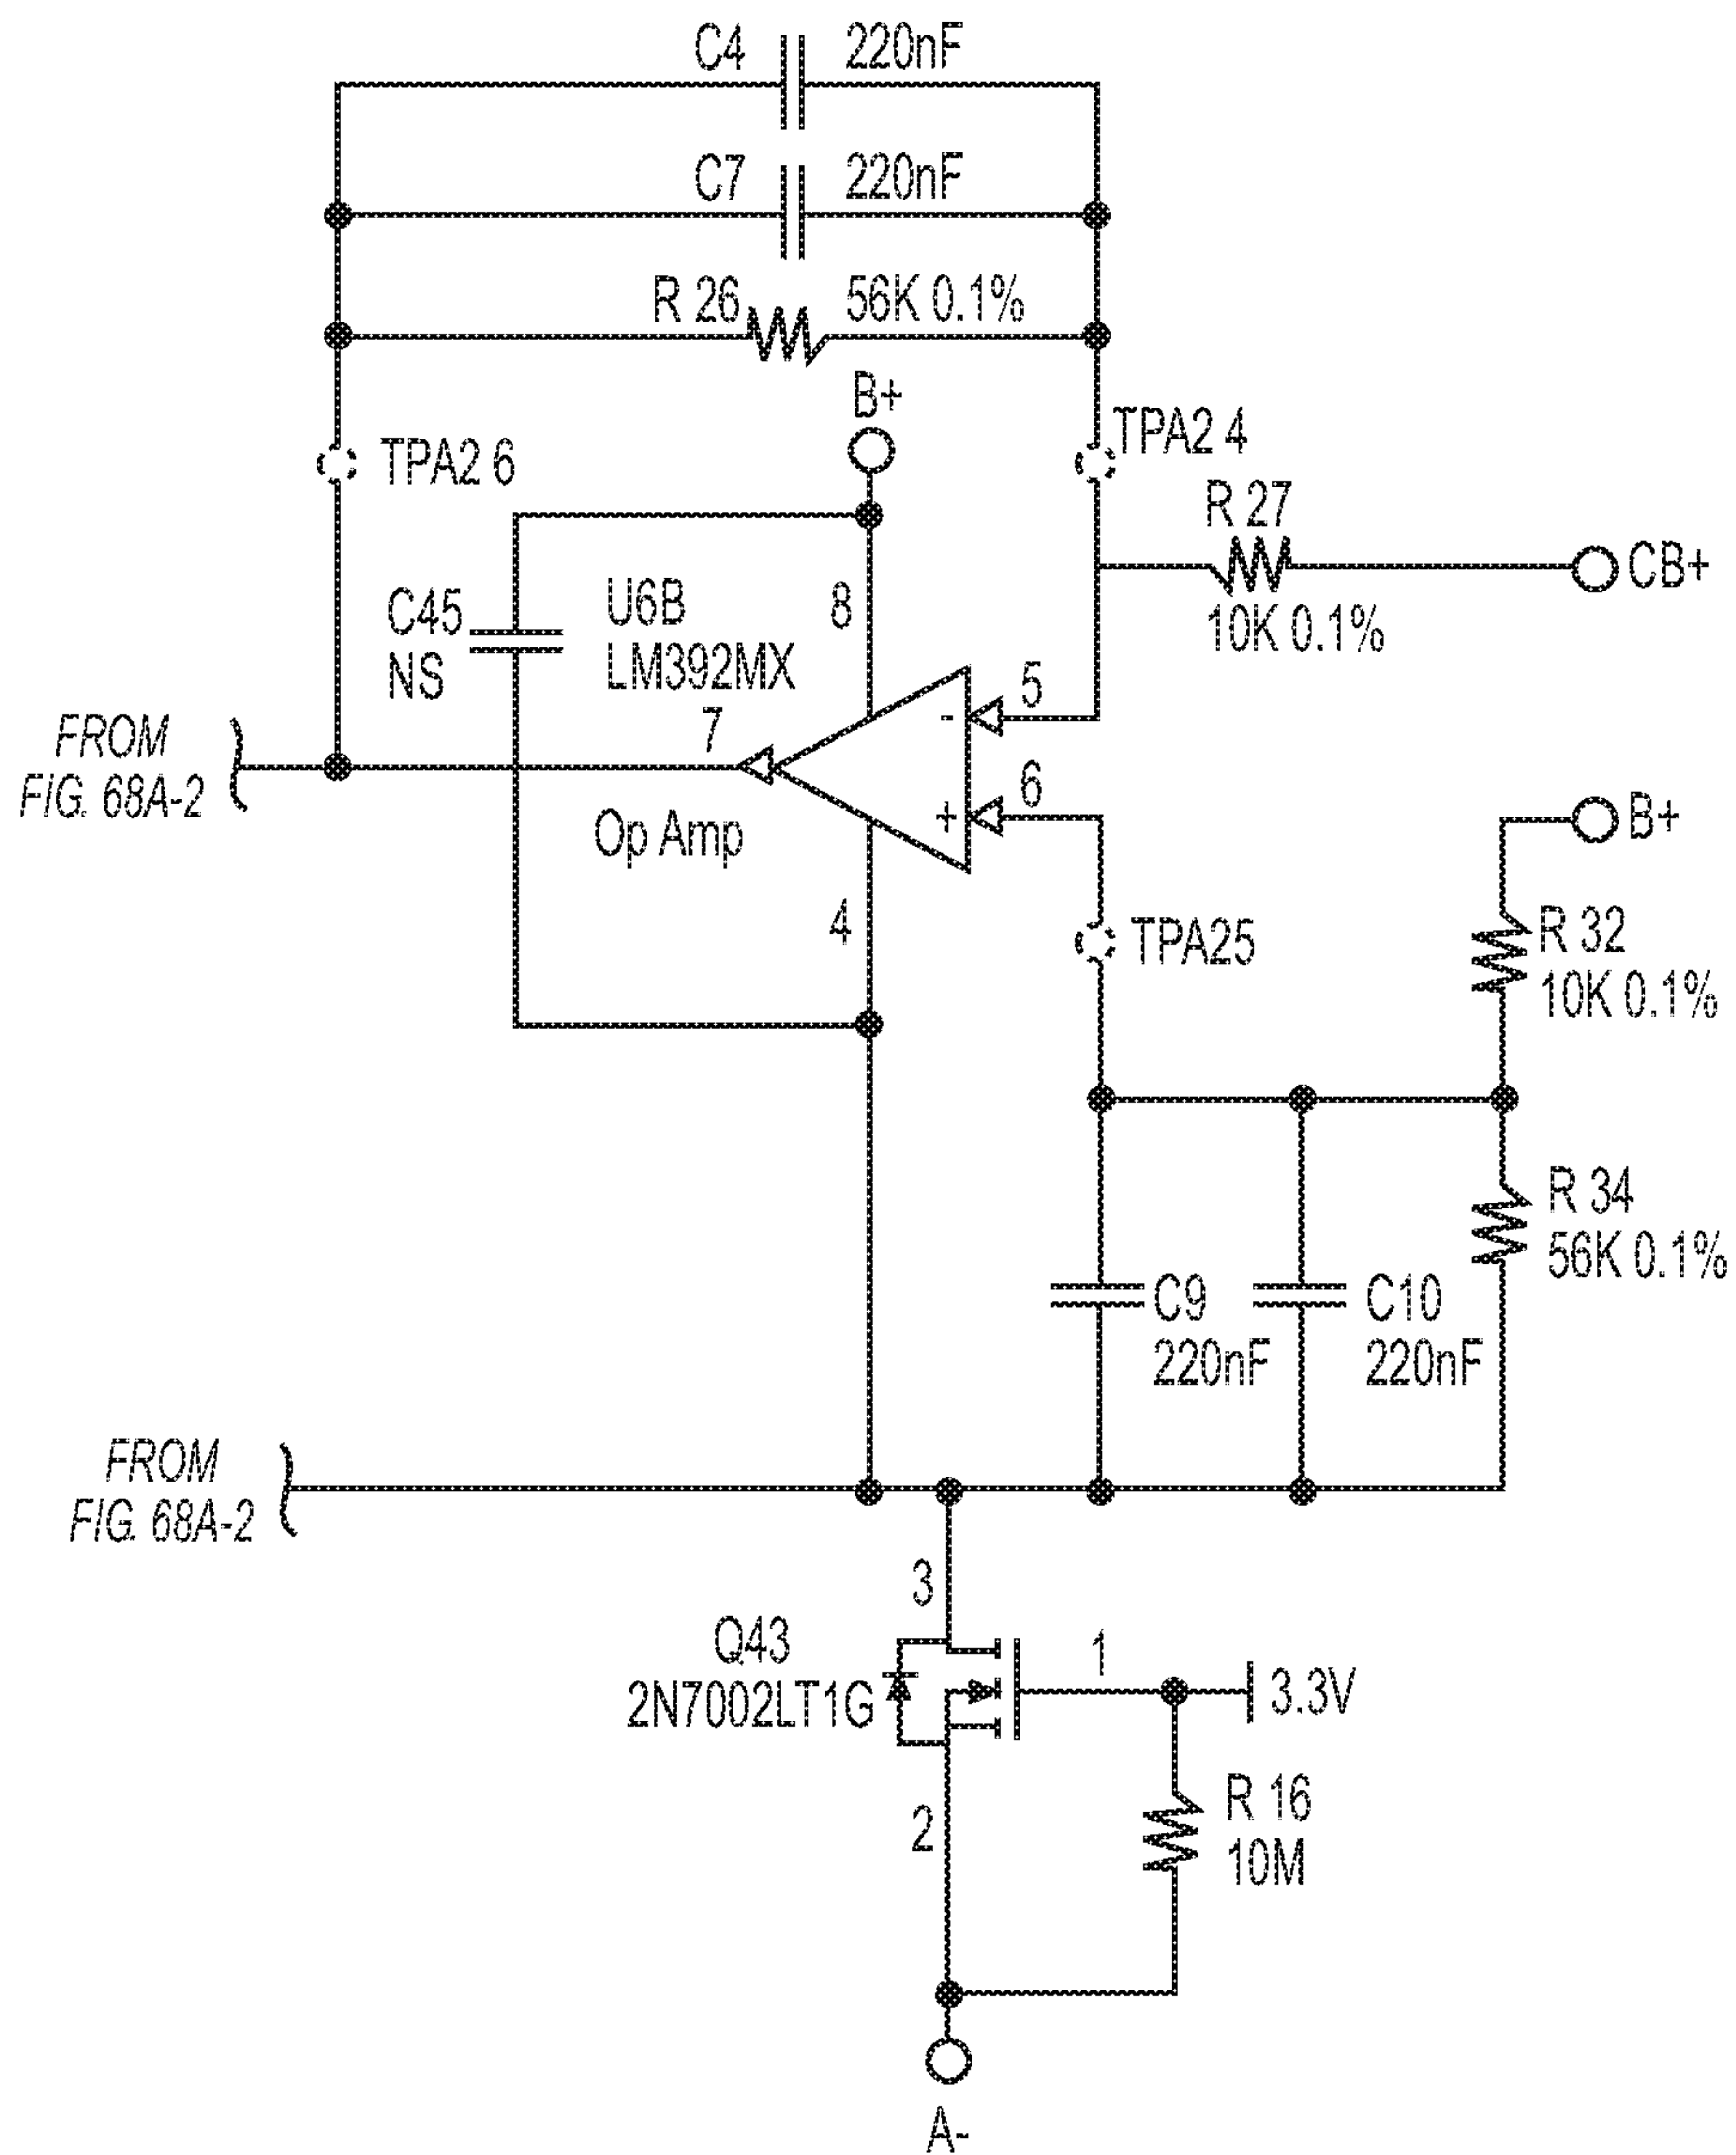 C4 220nF
C7 220nF
R 26 56K 0.1%
B+
TPA2 6
TPA2 4
R 27
10K 0.1%
CB+
C45
NS
U6B
LM392MX
8
5
-
7
FROM
FIG. 68A-2
6
+
Op Amp
4
B+
TPA25
R 32
10K 0.1%
R 34
56K 0.1%
C9
220nF
C10
220nF
FROM
FIG. 68A-2
3
Q43
2N7002LT1G
1
3.3V
2
R 16
10M
A-